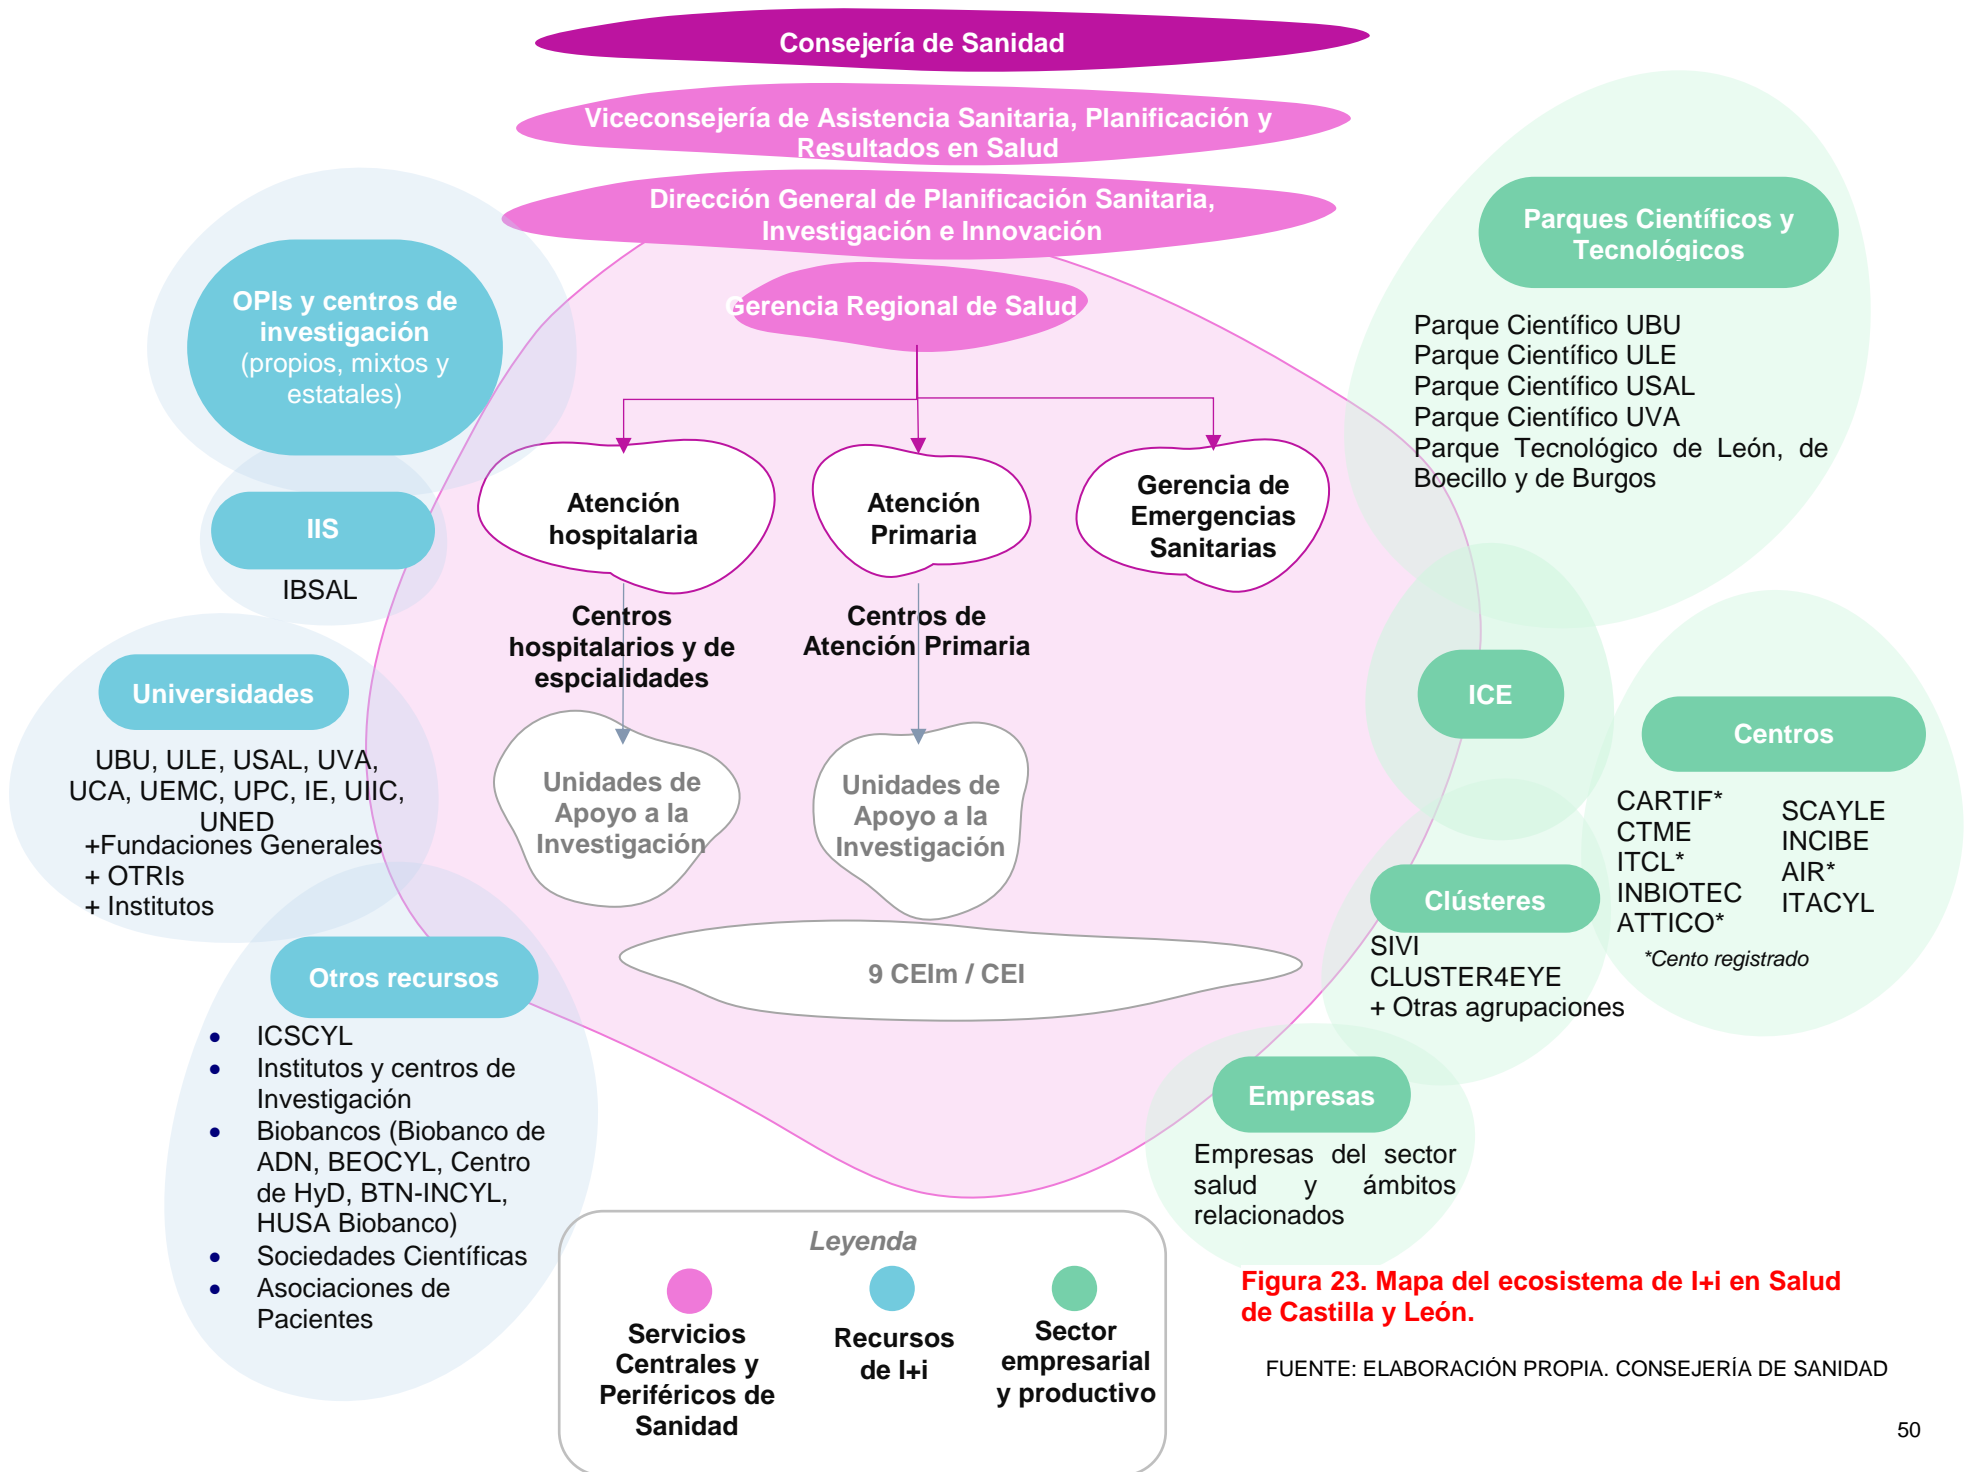 Consejería de Sanidad
Viceconsejería de Asistencia Sanitaria, Planificación y
Resultados en Salud
Dirección General de Planificación Sanitaria,
Investigación e Innovación
Gerencia Regional de Salud
OPIs y centros de
investigación
(propios, mixtos y
estatales)
IIS
IBSAL
Universidades
UBU, ULE, USAL, UVA,
UCA, UEMC, UPC, IE, UIIC,
UNED
+Fundaciones Generales
+ OTRIs
+ Institutos
Otros recursos
• ICSCYL
• Institutos y centros de
Investigación
• Biobancos (Biobanco de
ADN, BEOCYL, Centro
de HyD, BTN-INCYL,
HUSA Biobanco)
• Sociedades Científicas
• Asociaciones de
Pacientes
Atención
hospitalaria
Atención
Primaria
Gerencia de
Emergencias
Sanitarias
Centros
hospitalarios y de
espcialidades
Centros de
Atención Primaria
Unidades de
Apoyo a la
Investigación
Unidades de
Apoyo a la
Investigación
9 CEIm / CEI
Parques Científicos y
Tecnológicos
Parque Científico UBU
Parque Científico ULE
Parque Científico USAL
Parque Científico UVA
Parque Tecnológico de León, de
Boecillo y de Burgos
ICE
Centros
CARTIF*
CTME
ITCL*
INBIOTEC
ATTICO*
SCAYLE
INCIBE
AIR*
ITACYL
*Cento registrado
Clústeres
SIVI
CLUSTER4EYE
+ Otras agrupaciones
Empresas
Empresas del sector
salud y ámbitos
relacionados
Leyenda
Servicios
Centrales y
Periféricos de
Sanidad
Recursos
de I+i
Sector
empresarial
y productivo
Figura 23. Mapa del ecosistema de I+i en Salud
de Castilla y León.
FUENTE: ELABORACIÓN PROPIA. CONSEJERÍA DE SANIDAD
50